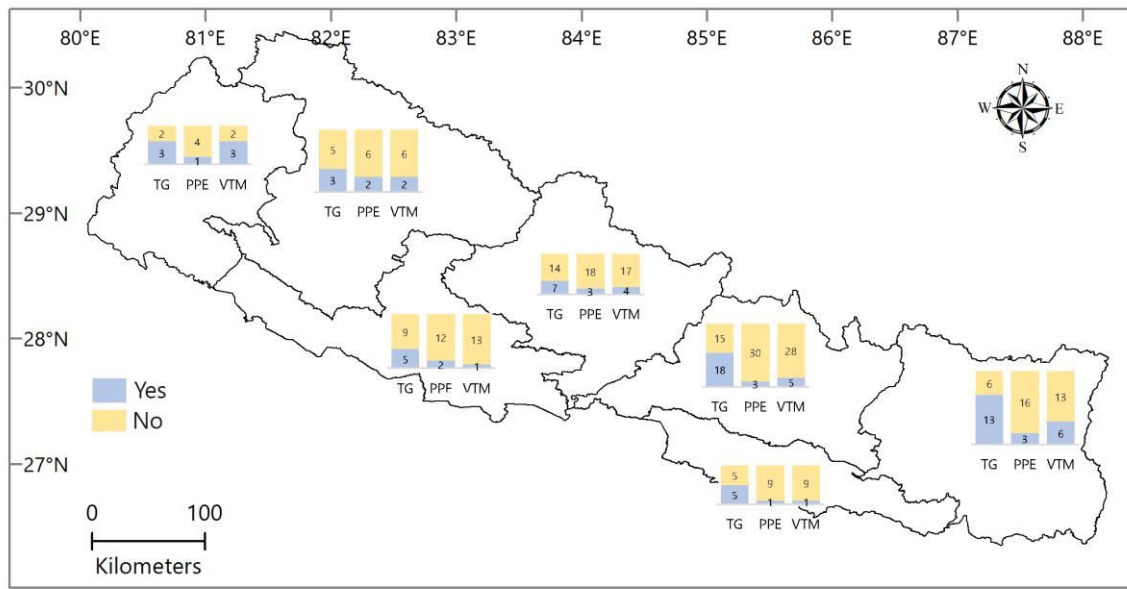 80°E 81°E 82°E 83°E 84°E 85°E 86°E 87°E 88°E
30°N
29°N
28°N
27°N
N
W E
S
2 4 2
3 1 3
TG PPE VTM
5 6 6
3 2 2
TG PPE VTM
14 18 17
7 3 4
TG PPE VTM
9 12 13
5 2 1
TG PPE VTM
15 30 28
18 3 5
TG PPE VTM
6 16 13
13 3 6
TG PPE VTM
5 9 9
5 1 1
TG PPE VTM
Yes
No
0 100
Kilometers